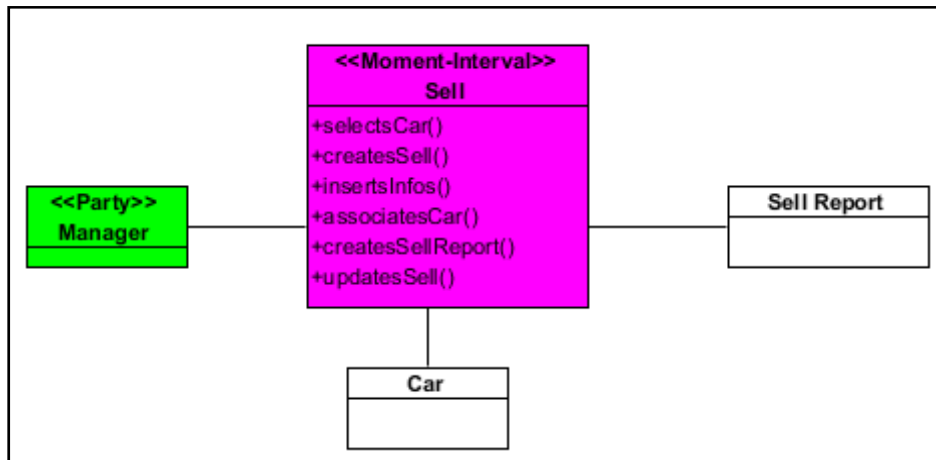 <<Moment-Interval>>
Sell
+selectsCar()
+createsSell()
+insertsInfos()
+associatesCar()
+createsSellReport()
+updatesSell()
<<Party>>
Manager
Sell Report
Car